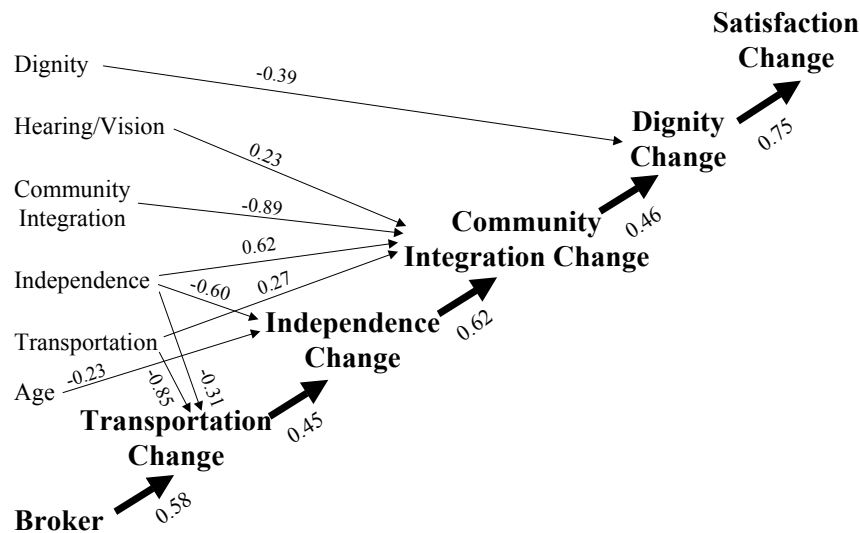 Satisfaction
Change
Dignity
-0.39
Hearing/Vision
Dignity
Change
0.75
0.23
Community
Integration
-0.89
Community
Integration Change
0.46
0.62
Independence
-0.60
0.27
Independence
Change
0.62
Transportation
-0.23
Age
-0.85
-0.31
Transportation
Change
0.45
Broker
0.58